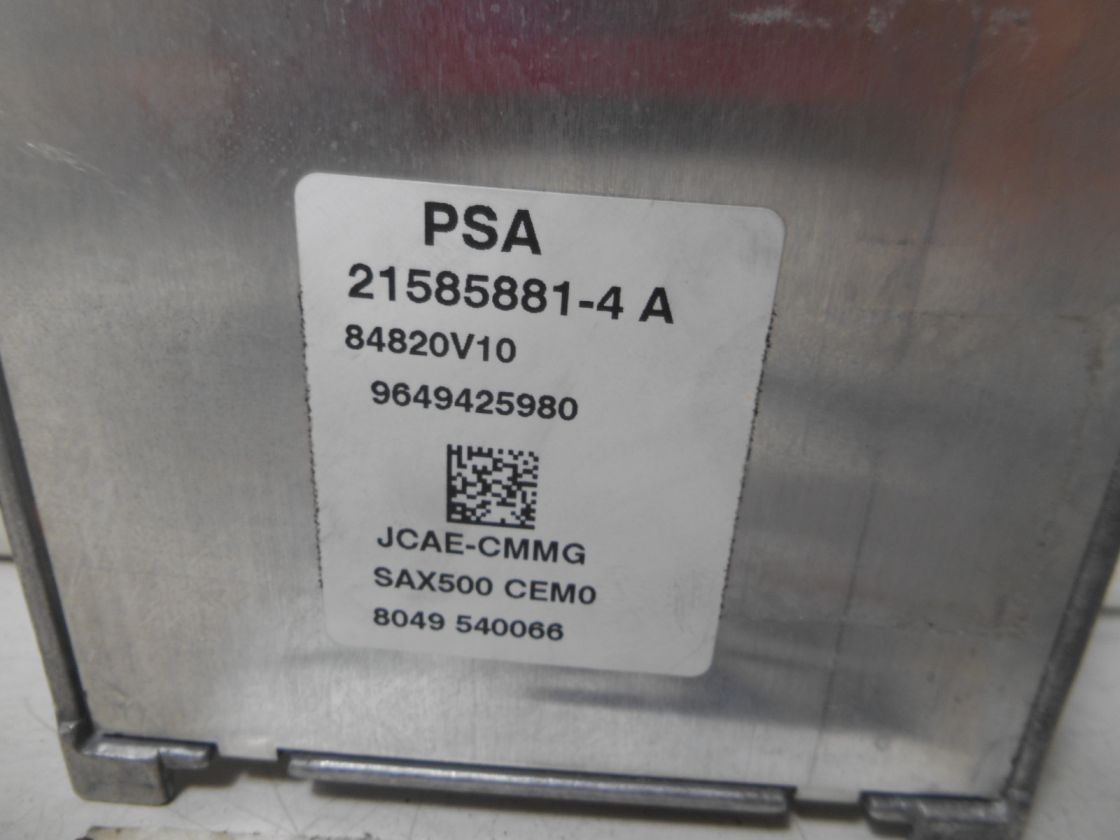 PSA
21585881-4 A
84820V10
9649425980
JCAE-CMMG
SAX500 CEM0
8049 540066